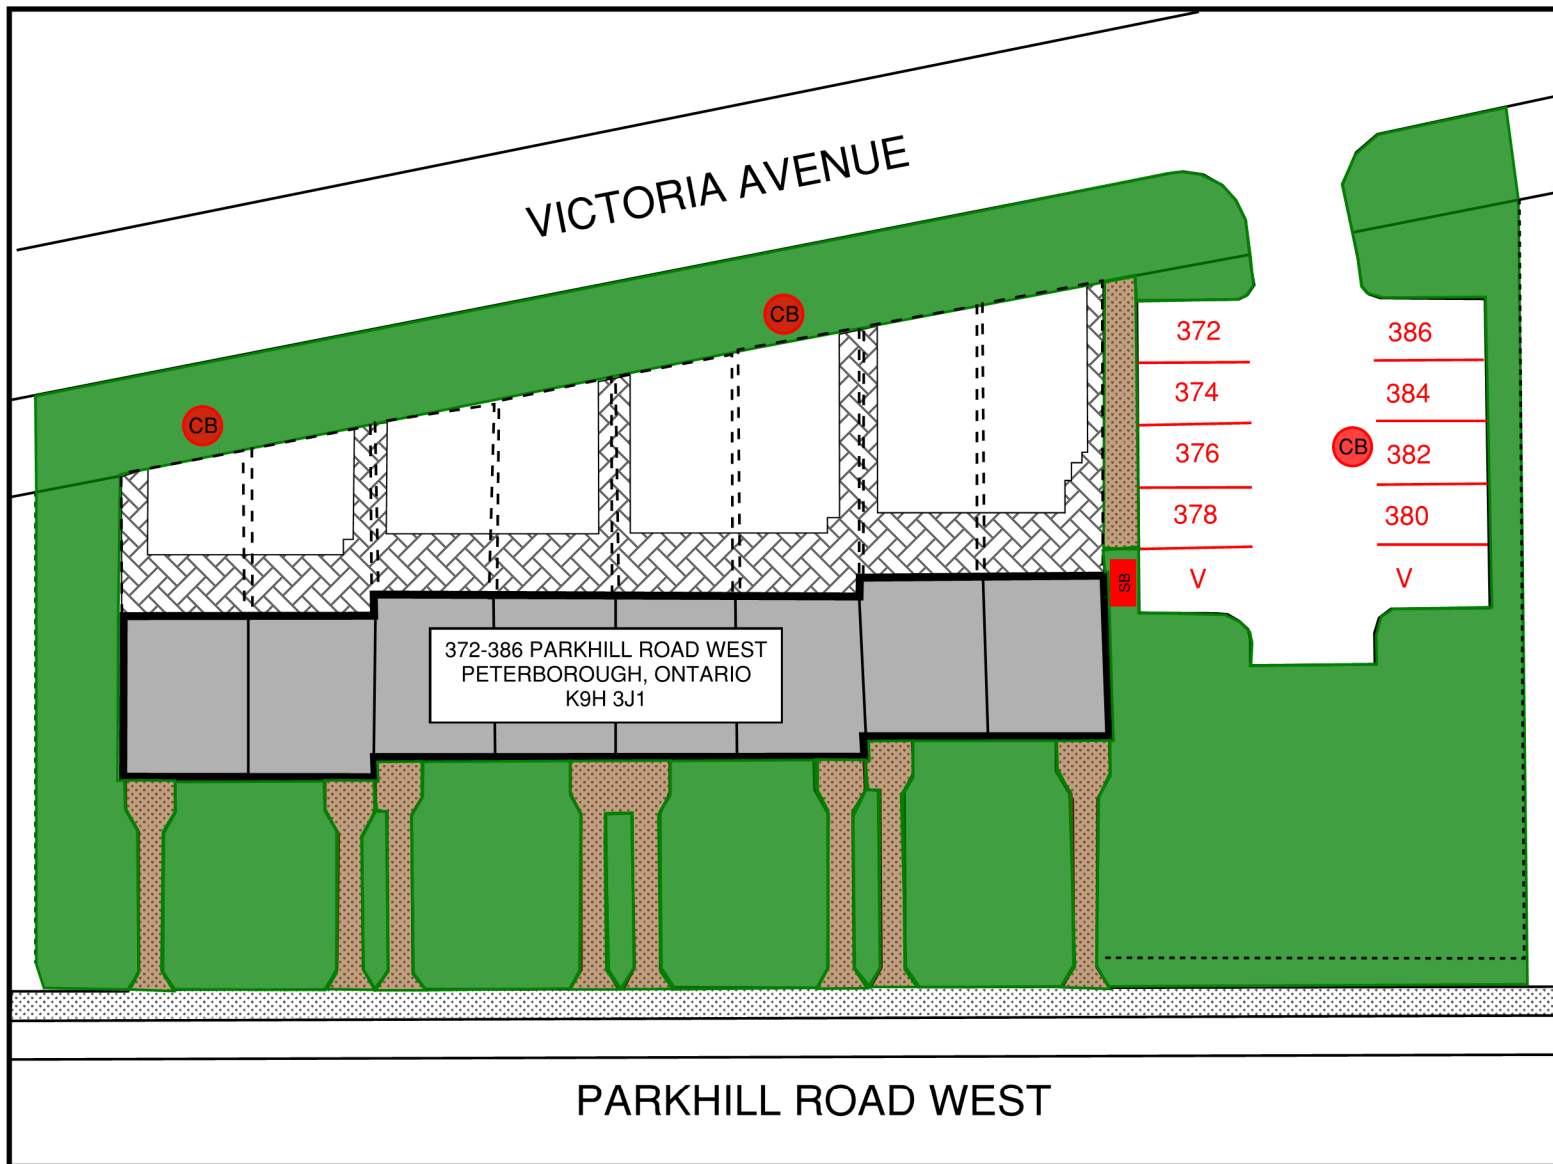 VICTORIA AVENUE
CB
CB
372
386
374
384
CB
376
382
378
380
V
V
SB
372-386 PARKHILL ROAD WEST
PETERBOROUGH, ONTARIO
K9H 3J1
PARKHILL ROAD WEST